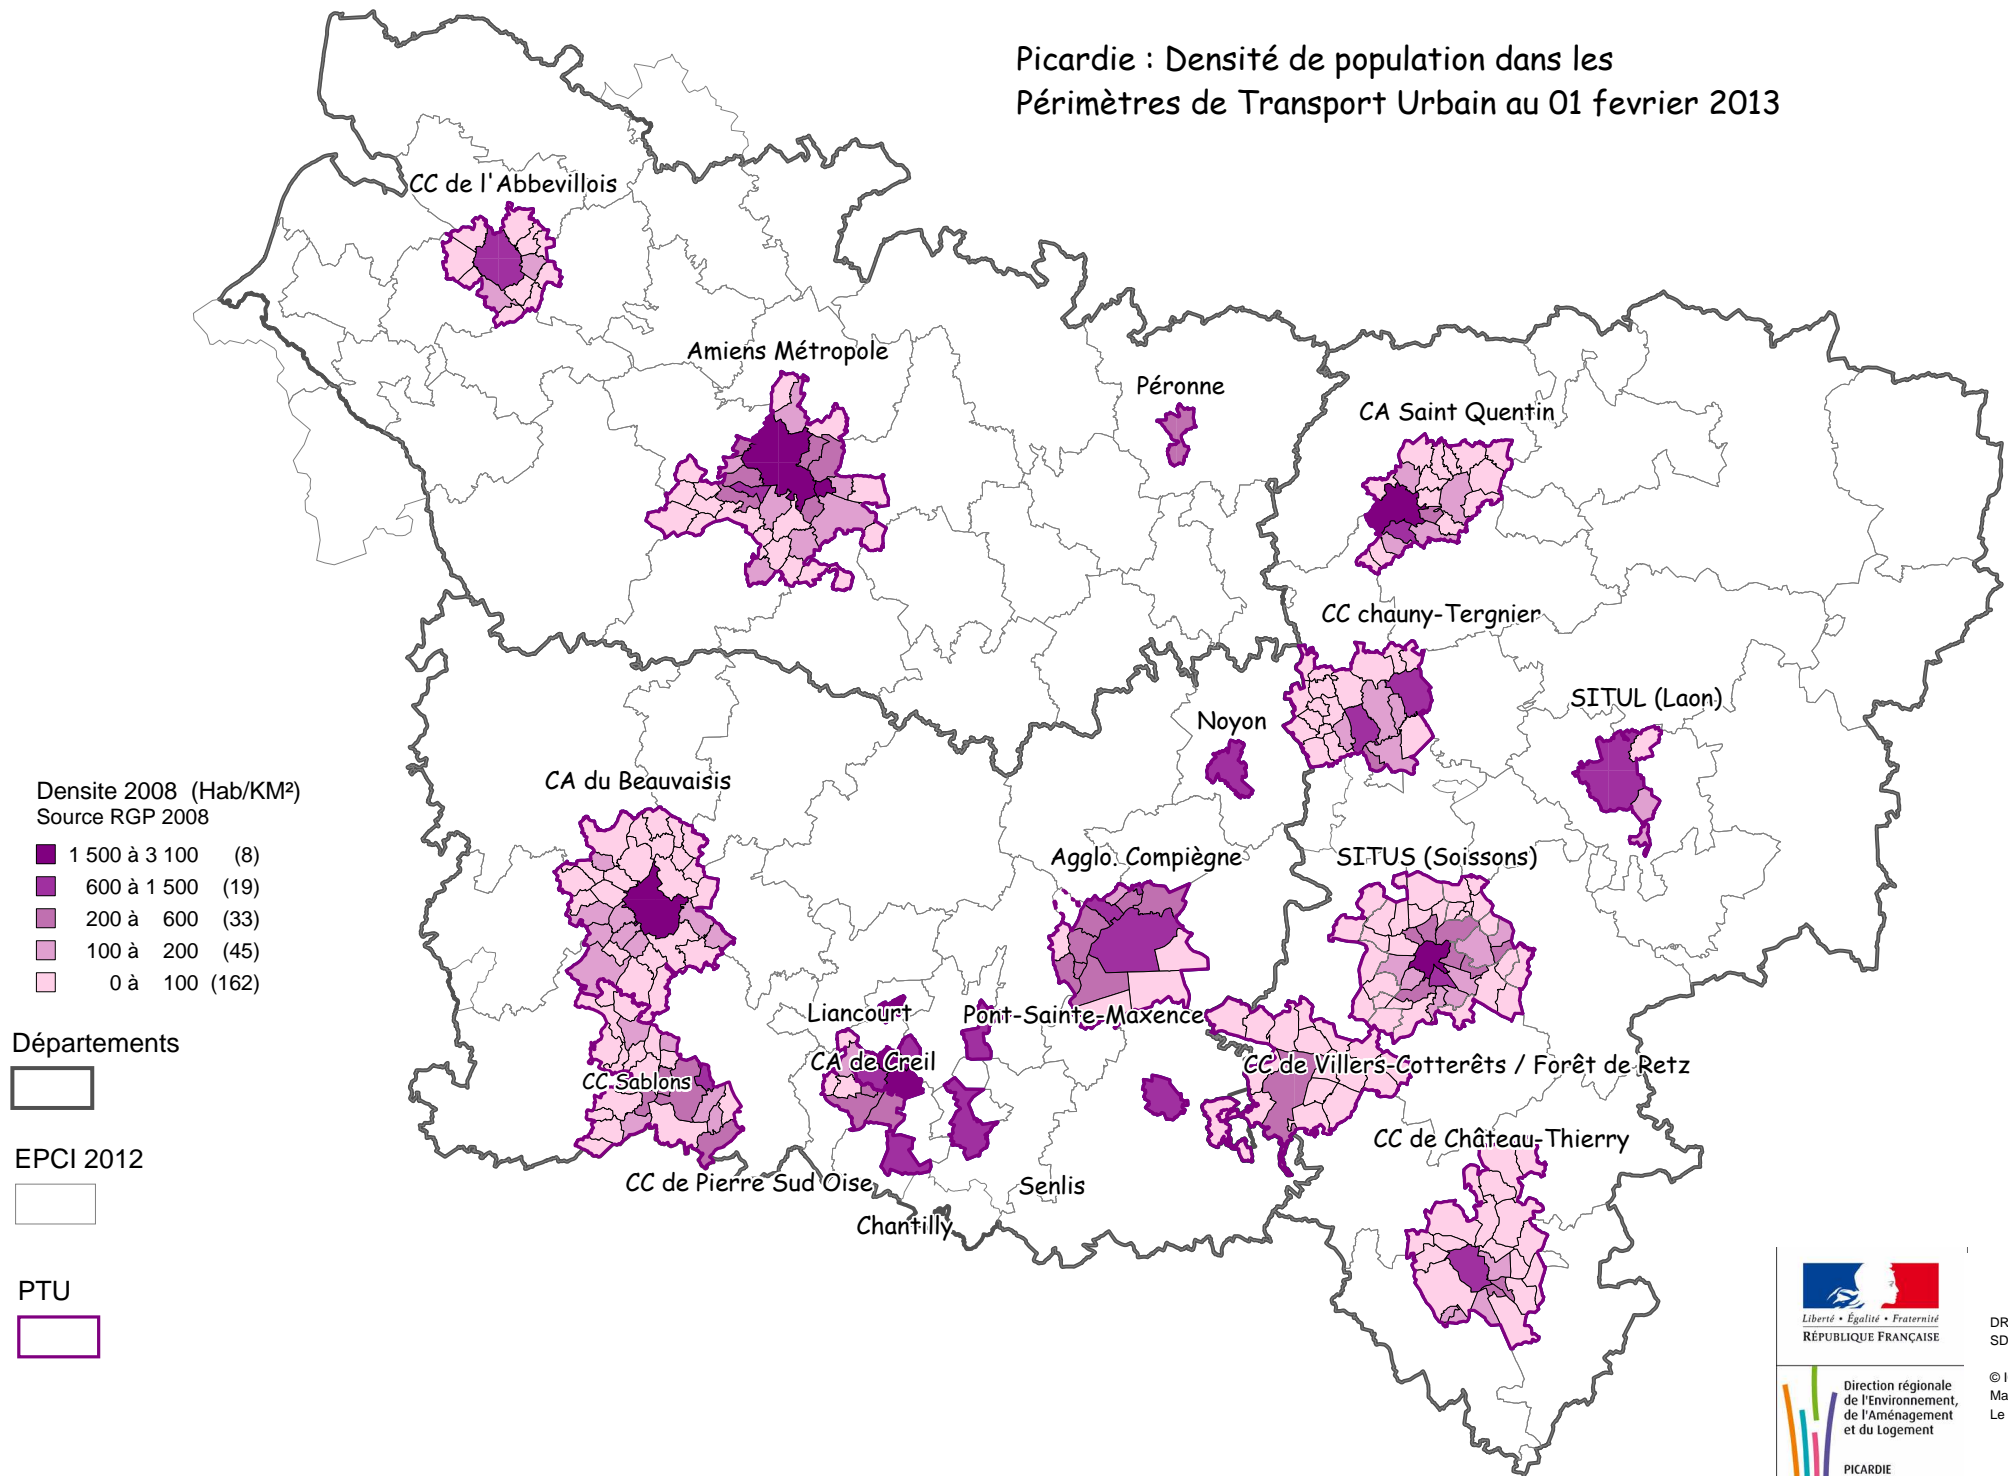 Picardie : Densité de population dans les
Périmètres de Transport Urbain au 01 fevrier 2013
CC de l'Abbevillois
Amiens Métropole
Péronne
CA Saint Quentin
CC chauny-Tergnier
SITUL (Laon)
Noyon
CA du Beauvaisis
Agglo. Compiègne
SITUS (Soissons)
Liancourt
Pont-Sainte-Maxence
CA de Creil
CC de Villers-Cotterêts / Forêt de Retz
CC Sablons
CC de Château-Thierry
CC de Pierre Sud Oise
Senlis
Chantilly
Densite 2008 (Hab/KM²)
Source RGP 2008
1 500 à 3 100 (8)
600 à 1 500 (19)
200 à 600 (33)
100 à 200 (45)
0 à 100 (162)
Départements
EPCI 2012
PTU
Liberté • Égalité • Fraternité
RÉPUBLIQUE FRANÇAISE
Direction régionale
de l'Environnement,
de l'Aménagement
et du Logement
PICARDIE
DR
SD
©
Ma
Le